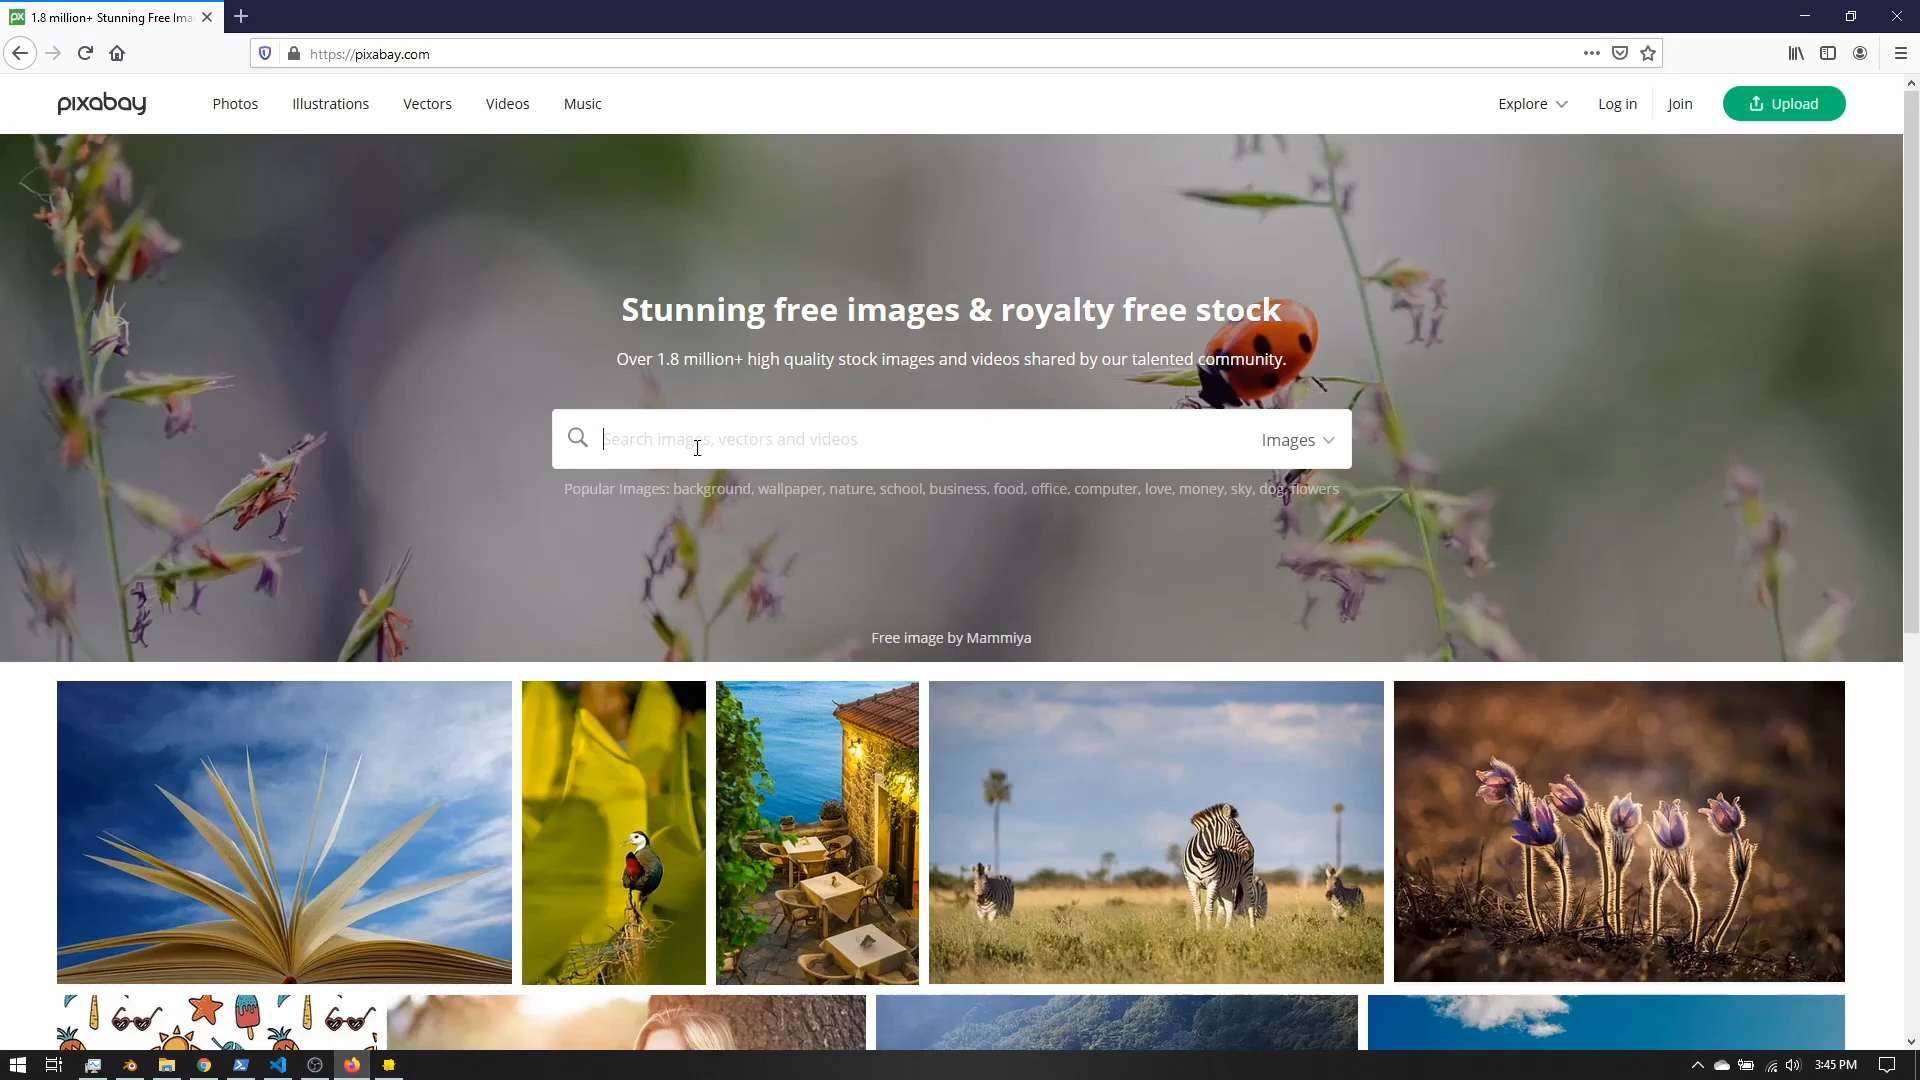 1.8 million+ Stunning Free Ima
https://pixabay.com
pixabay
Photos
Illustrations
Vectors
Videos
Music
Explore
Log in
Join
Upload
Stunning free images & royalty free stock
Over 1.8 million+ high quality stock images and videos shared by our talented community.
Search images, vectors and videos
Images
Popular Images: background, wallpaper, nature, school, business, food, office, computer, love, money, sky, dog, flowers
Free image by Mammiya
3:45 PM